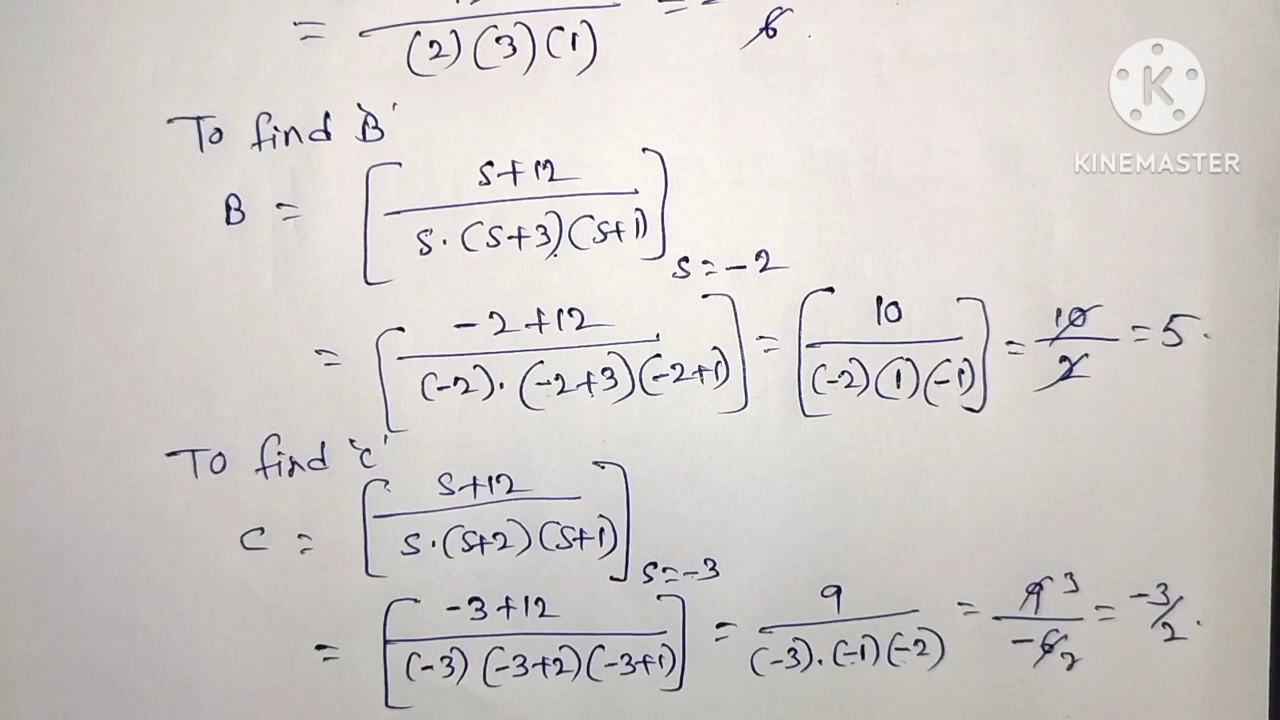 = (2)(3)(1) = 6.
To find 'B'
B = [ s+12 / s.(s+3)(s+1) ] s=-2
= [ -2+12 / (-2).(-2+3)(-2+1) ] = [ 10 / (-2)(1)(-1) ] = 10/2 = 5.
To find 'c'
C = [ s+12 / s.(s+2)(s+1) ] s=-3
= [ -3+12 / (-3)(-3+2)(-3+1) ] = 9 / (-3).(-1)(-2) = 9 3 / -6 2 = -3/2.
K
KINEMASTER